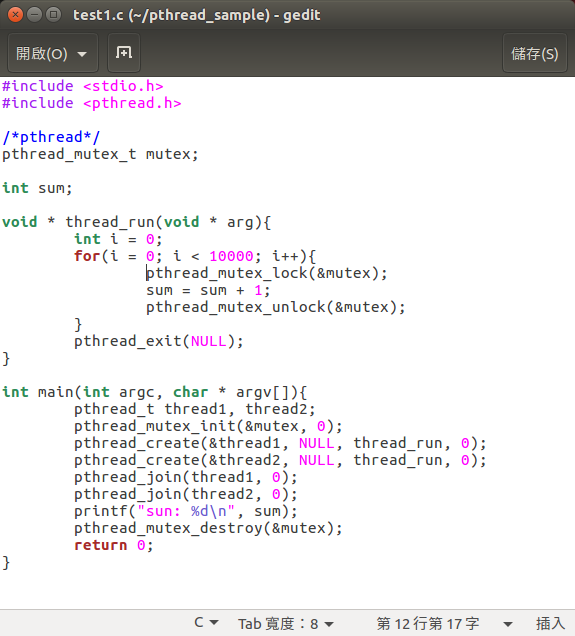 test1.c (~/pthread_sample) - gedit
開啟(O)
儲存(S)
#include <stdio.h>
#include <pthread.h>
/*pthread*/
pthread_mutex_t mutex;
int sum;
void * thread_run(void * arg){
int i = 0;
for(i = 0; i < 10000; i++){
pthread_mutex_lock(&mutex);
sum = sum + 1;
pthread_mutex_unlock(&mutex);
}
pthread_exit(NULL);
}
int main(int argc, char * argv[]){
pthread_t thread1, thread2;
pthread_mutex_init(&mutex, 0);
pthread_create(&thread1, NULL, thread_run, 0);
pthread_create(&thread2, NULL, thread_run, 0);
pthread_join(thread1, 0);
pthread_join(thread2, 0);
printf("sun: %d\n", sum);
pthread_mutex_destroy(&mutex);
return 0;
}
C Tab 寬度：8 第 12 行第 17 字 插入